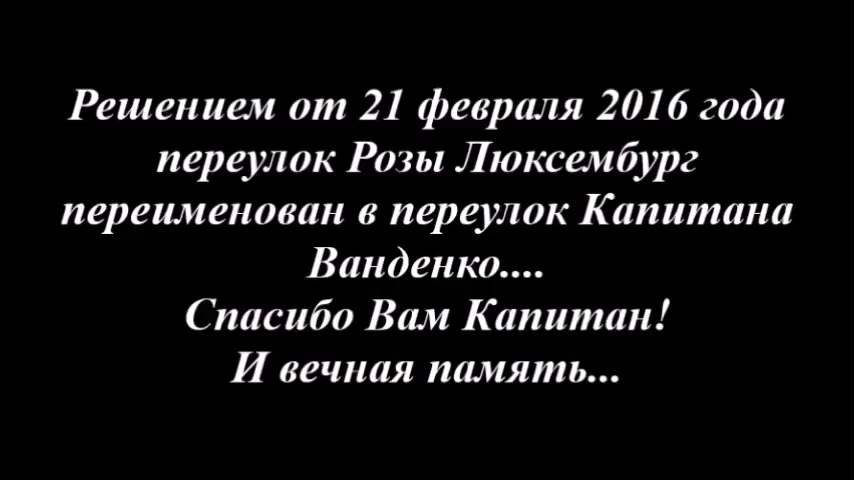 Решением от 21 февраля 2016 года
переулок Розы Люксембург
переименован в переулок Капитана
Ванденко....
Спасибо Вам Капитан!
И вечная память...